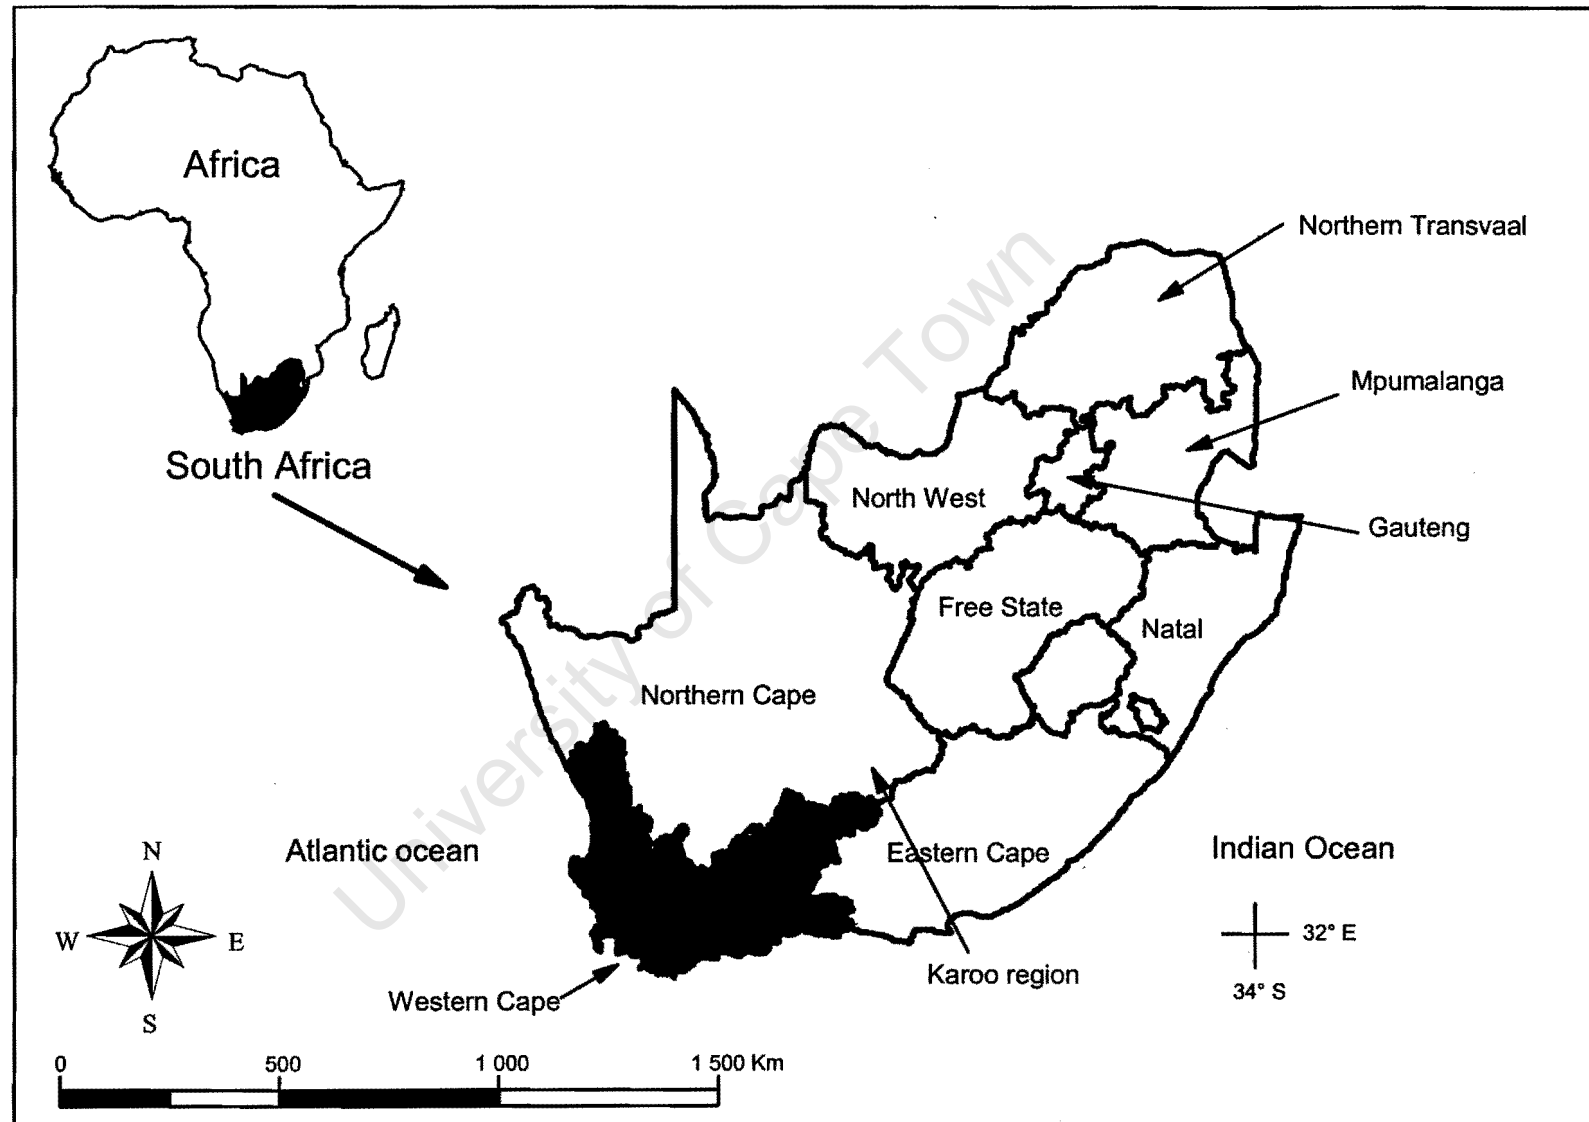 Africa
Northern Transvaal
Mpumalanga
South Africa
North West
Gauteng
Free State
Natal
Northern Cape
Atlantic ocean
Eastern Cape
Indian Ocean
N
W
E
S
32° E
34° S
Karoo region
Western Cape
0 500 1 000 1 500 Km
University of Cape Town